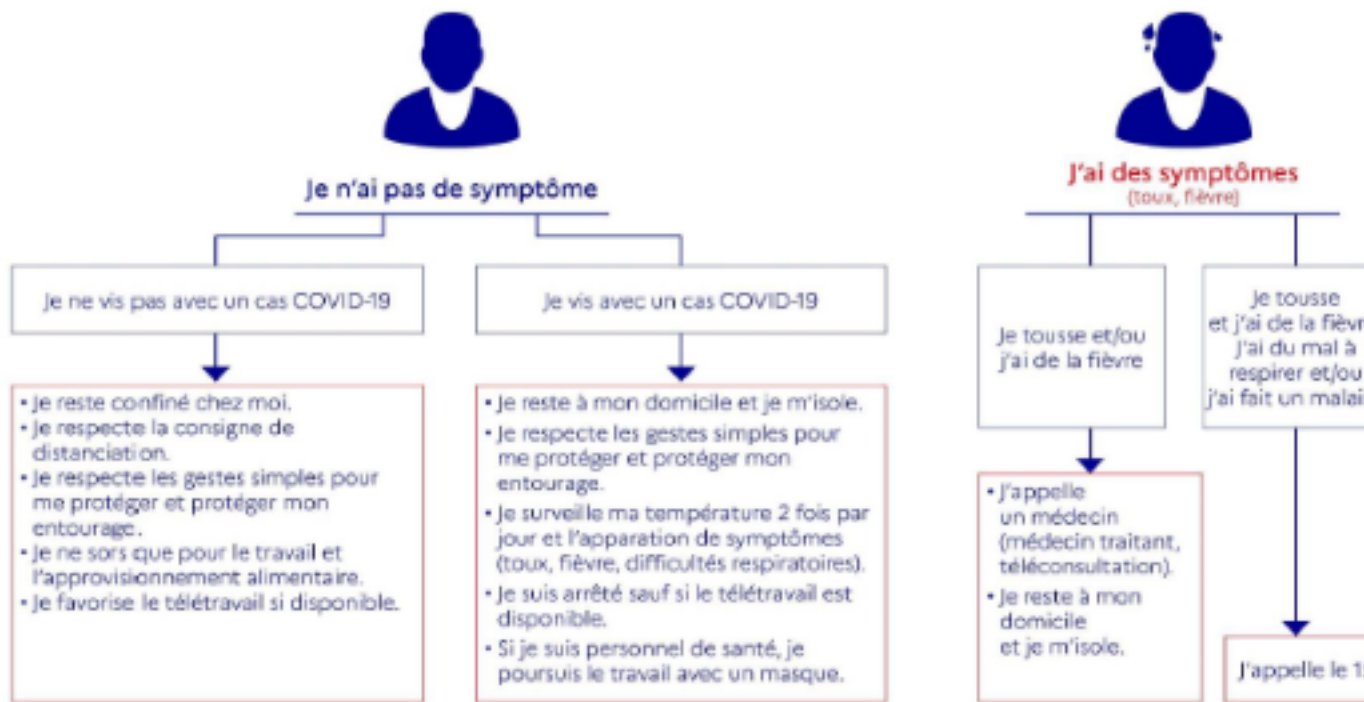 Je n'ai pas de symptôme
Je ne vis pas avec un cas COVID-19
• Je reste confiné chez moi.
• Je respecte la consigne de
distanciation.
• Je respecte les gestes simples pour
me protéger et protéger mon
entourage.
• Je ne sors que pour le travail et
l'approvisionnement alimentaire.
• Je favorise le télétravail si disponible.
Je vis avec un cas COVID-19
• Je reste à mon domicile et je m'isole.
• Je respecte les gestes simples pour
me protéger et protéger mon
entourage.
• Je surveille ma température 2 fois par
jour et l'apparation de symptômes
(toux, fièvre, difficultés respiratoires).
• Je suis arrêté sauf si le télétravail est
disponible.
• Si je suis personnel de santé, je
poursuis le travail avec un masque.
J'ai des symptômes
(toux, fièvre)
Je tousse et/ou
j'ai de la fièvre
• J'appelle
un médecin
(médecin traitant,
téléconsultation).
• Je reste à mon
domicile
et je m'isole.
Je tousse
et j'ai de la
J'ai du mal à
respirer et/ou
j'ai fait un
J'appelle le